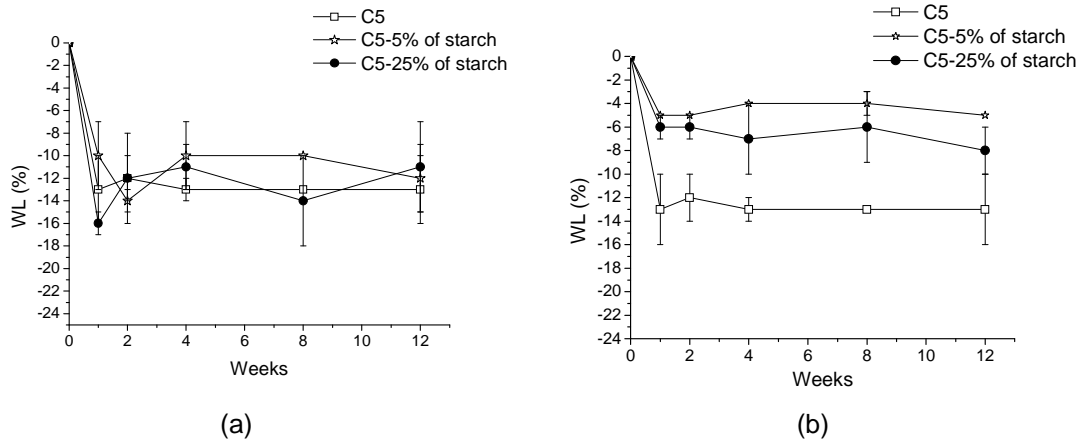 C5
C5-5% of starch
C5-25% of starch
0
-2
-4
-6
-8
-10
-12
-14
-16
-18
-20
-22
-24
WL (%)
0 2 4 6 8 10 12
Weeks
(a)
C5
C5-5% of starch
C5-25% of starch
0
-2
-4
-6
-8
-10
-12
-14
-16
-18
-20
-22
-24
WL (%)
0 2 4 6 8 10 12
Weeks
(b)